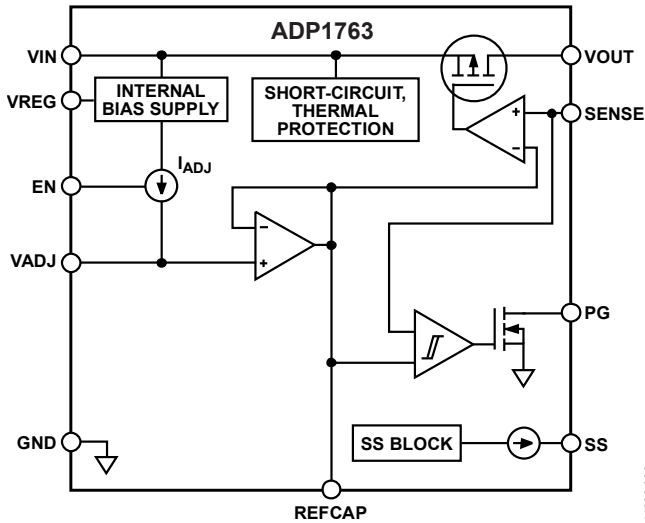 ADP1763
VIN
VOUT
INTERNAL
BIAS SUPPLY
SHORT-CIRCUIT,
THERMAL
PROTECTION
VREG
SENSE
+
−
IADJ
EN
−
+
VADJ
PG
GND
SS BLOCK
SS
REFCAP